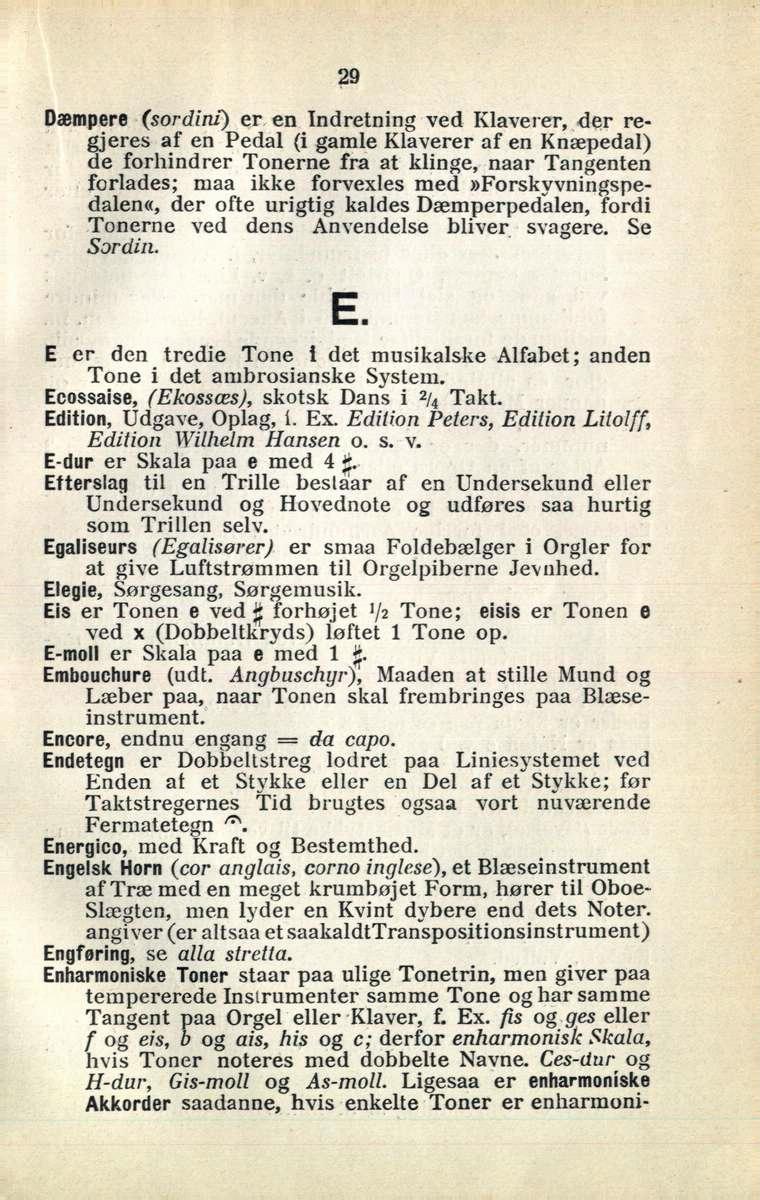 29
Dæmpere (sordini) er en Indretning ved Klaverer, der re-
gjeres af en Pedal (i gamle Klaverer af en Knæpedal)
de forhindrer Tonerne fra at klinge, naar Tangenten
forlades; maa ikke forvexles med »Forskyvningspe-
dalen«, der ofte urigtig kaldes Dæmperpedalen, fordi
Tonerne ved dens Anvendelse bliver svagere. Se
Sordin.
E.
E er den tredie Tone i det musikalske Alfabet; anden
Tone i det ambrosianske System.
Ecossaise, (Ekossæs), skotsk Dans i 2/4 Takt.
Edition, Udgave, Oplag, f. Ex. Edition Peters, Edition Litolff,
Edition Wilhelm Hansen o. s. v.
E-dur er Skala paa e med 4 ♯.
Efterslag til en Trille bestaar af en Undersekund eller
Undersekund og Hovednote og udføres saa hurtig
som Trillen selv.
Egaliseurs (Egalisører) er smaa Foldebælger i Orgler for
at give Luftstrømmen til Orgelpiberne Jevnhed.
Elegie, Sørgesang, Sørgemusik.
Eis er Tonen e ved ♯ forhøjet 1/2 Tone; eisis er Tonen e
ved x (Dobbeltkryds) løftet 1 Tone op.
E-moll er Skala paa e med 1 ♯.
Embouchure (udt. Angbuschyr), Maaden at stille Mund og
Læber paa, naar Tonen skal frembringes paa Blæse-
instrument.
Encore, endnu engang = da capo.
Endetegn er Dobbeltstreg lodret paa Liniesystemet ved
Enden af et Stykke eller en Del af et Stykke; før
Taktstregernes Tid brugtes ogsaa vort nuværende
Fermatetegn 𝄐.
Energico, med Kraft og Bestemthed.
Engelsk Horn (cor anglais, corno inglese), et Blæseinstrument
af Træ med en meget krumbøjet Form, hører til Oboe-
Slægten, men lyder en Kvint dybere end dets Noter.
angiver (er altsaa et saakaldtTranspositionsinstrument)
Engføring, se alla stretta.
Enharmoniske Toner staar paa ulige Tonetrin, men giver paa
tempererede Instrumenter samme Tone og har samme
Tangent paa Orgel eller Klaver, f. Ex. fis og ges eller
f og eis, b og ais, his og c; derfor enharmonisk Skala,
hvis Toner noteres med dobbelte Navne. Ces-dur og
H-dur, Gis-moll og As-moll. Ligesaa er enharmoniske
Akkorder saadanne, hvis enkelte Toner er enharmoni-